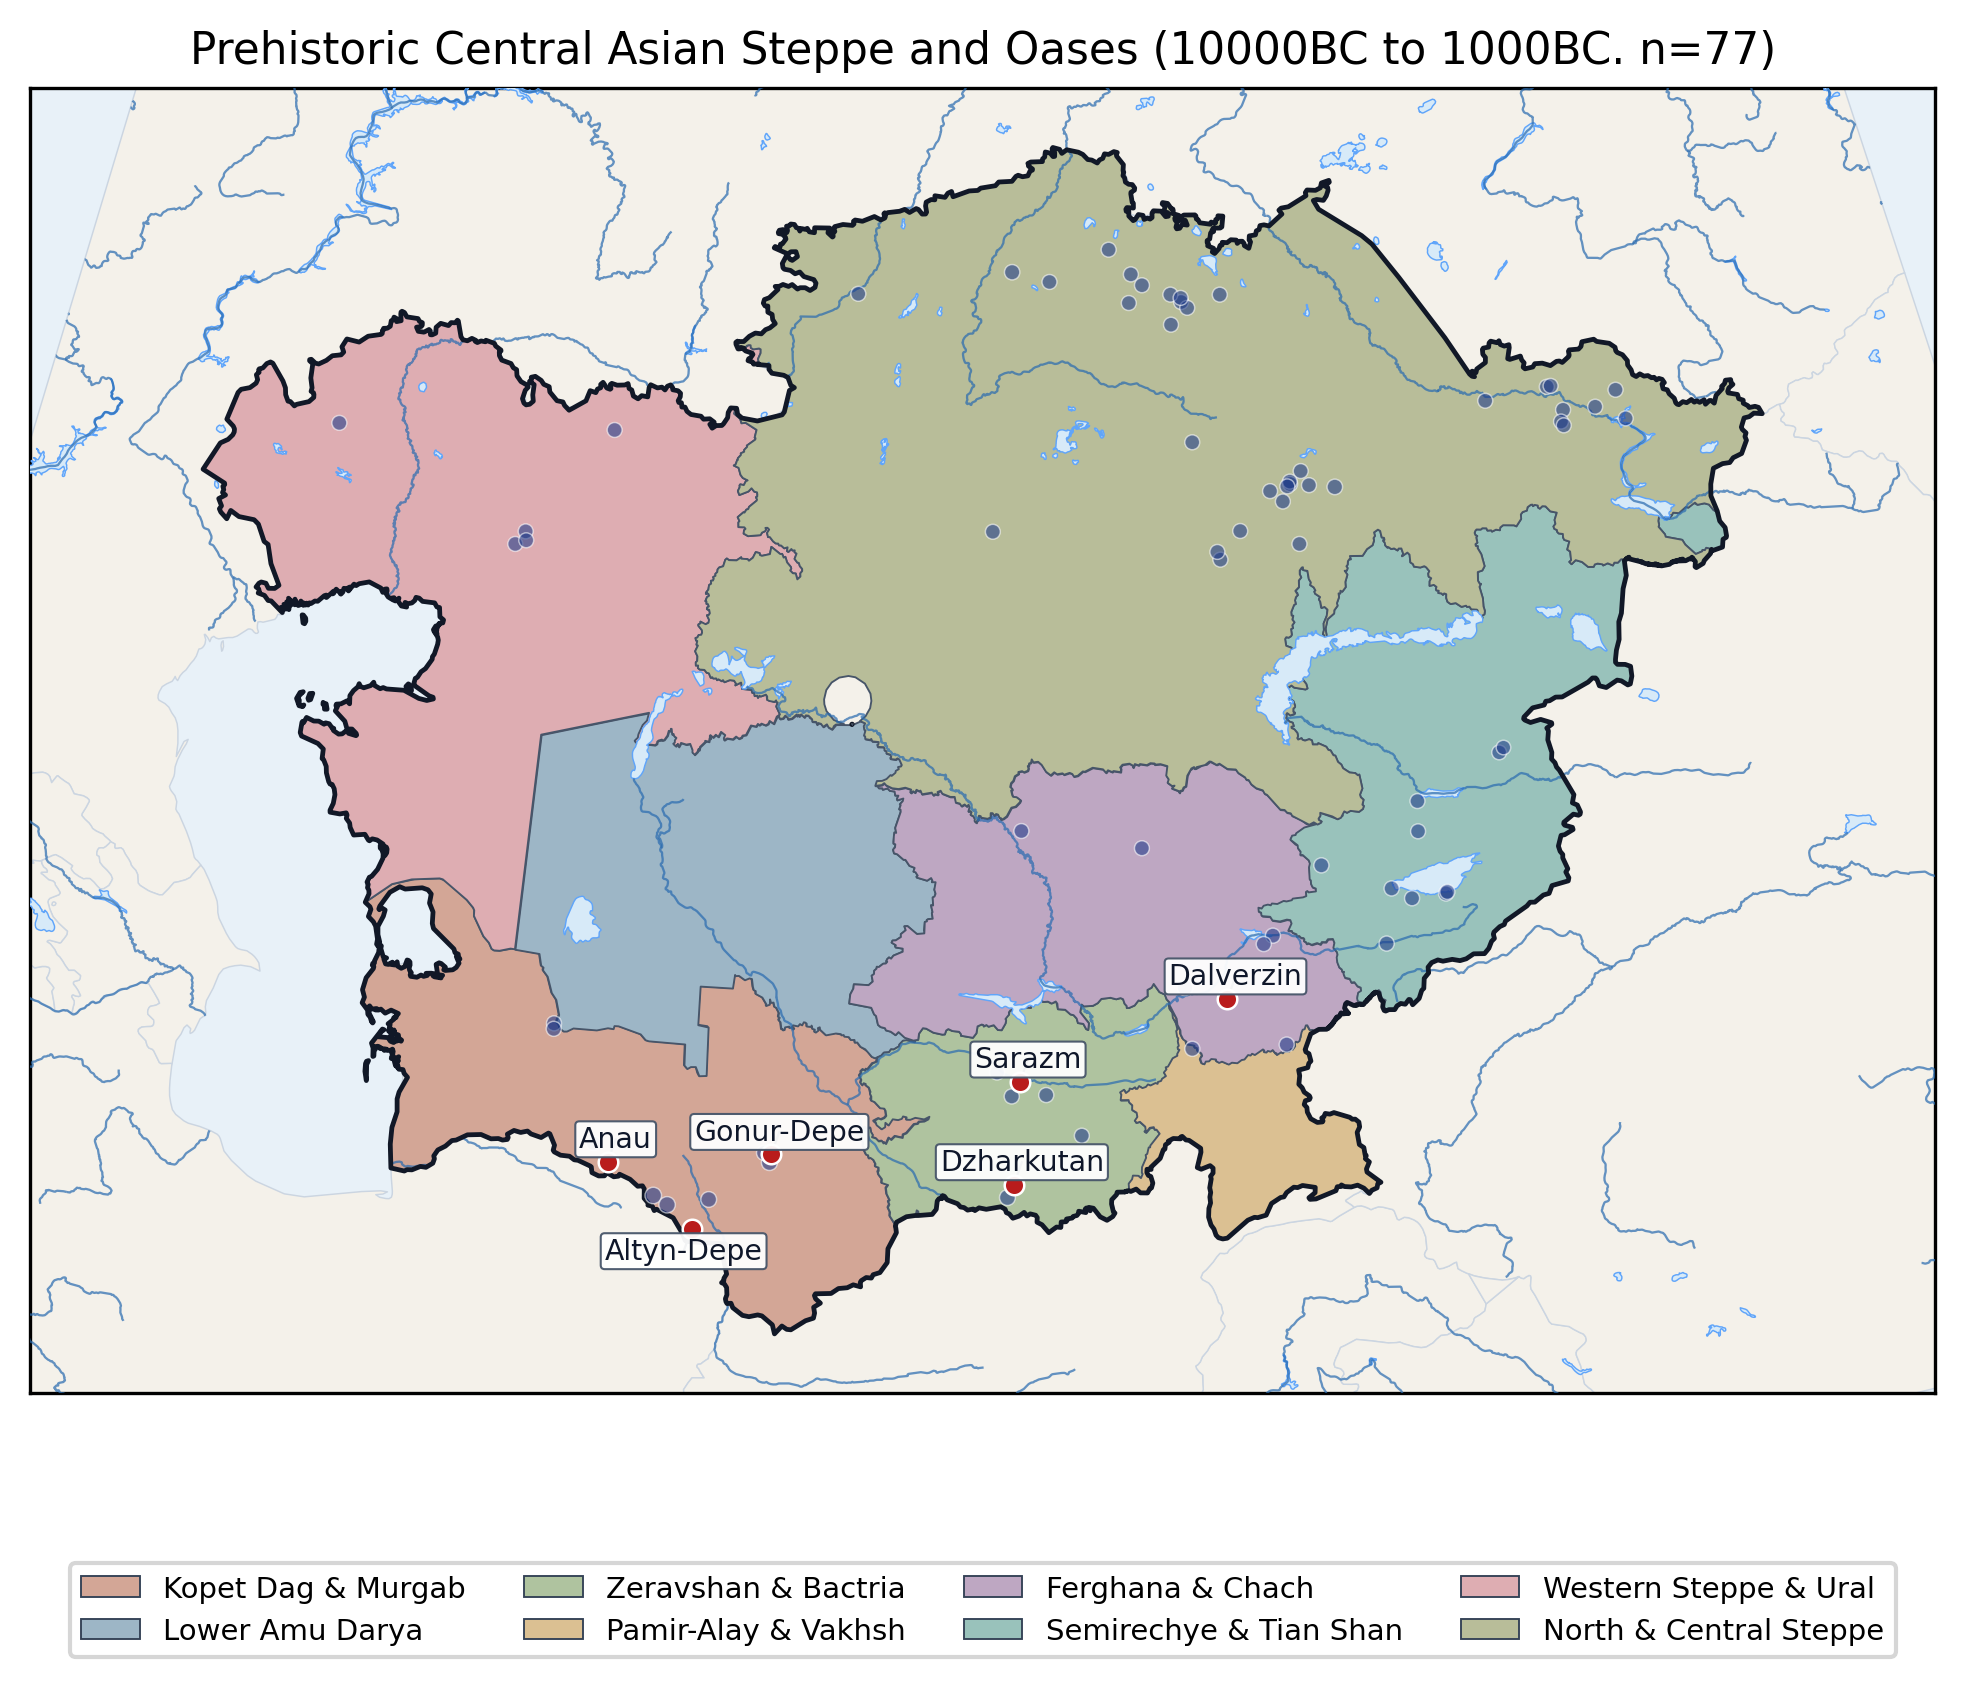 Prehistoric Central Asian Steppe and Oases (10000BC to 1000BC. n=77)
Dalverzin
Sarazm
Anau
Gonur-Depe
Dzharkutan
Altyn-Depe
Kopet Dag & Murgab
Lower Amu Darya
Zeravshan & Bactria
Pamir-Alay & Vakhsh
Ferghana & Chach
Semirechye & Tian Shan
Western Steppe & Ural
North & Central Steppe